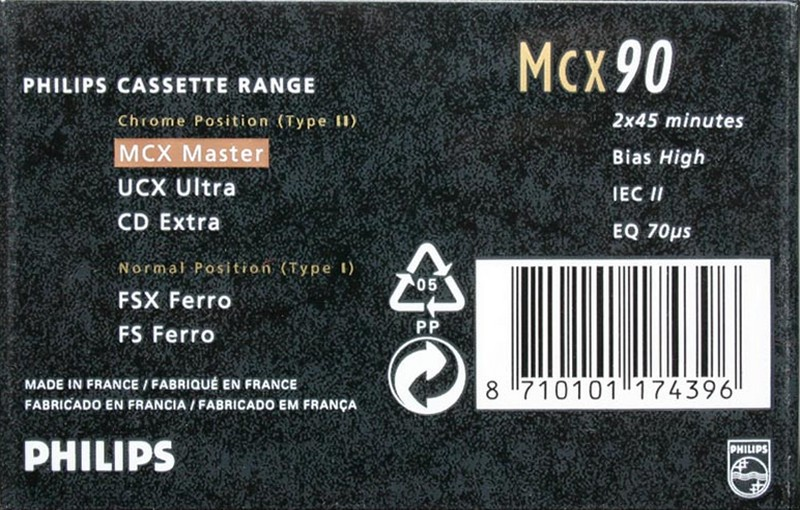 PHILIPS CASSETTE RANGE
Chrome Position (Type II)
MCX Master
UCX Ultra
CD Extra
Normal Position (Type I)
FSX Ferro
FS Ferro
MADE IN FRANCE / FABRIQUÉ EN FRANCE
FABRICADO EN FRANCIA / FABRICADO EM FRANÇA
PHILIPS
MCX90
2x45 minutes
Bias High
IEC II
EQ 70µs
05
PP
8 710101 174396
PHILIPS